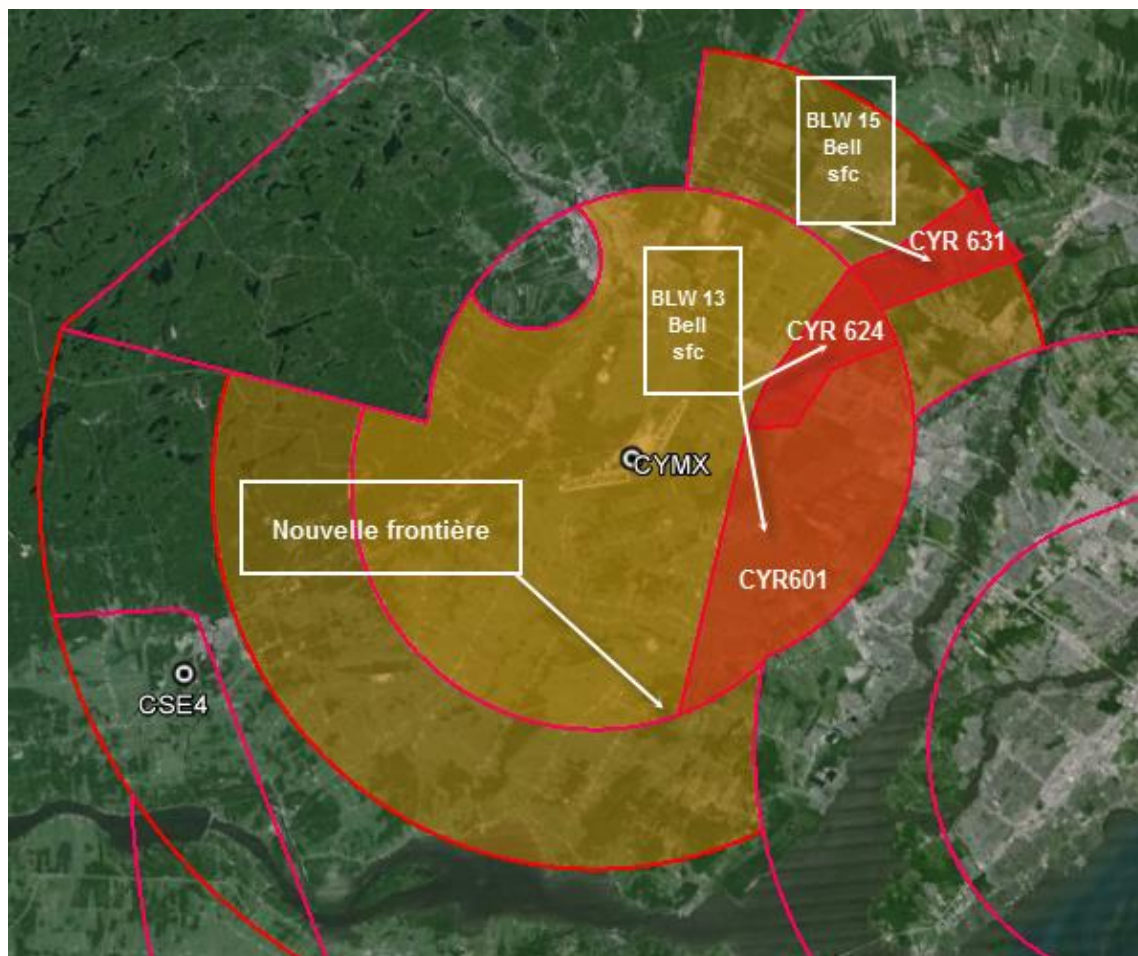 BLW 15
Bell
sfc
CYR 631
BLW 13
Bell
sfc
CYR 624
CYMX
Nouvelle frontière
CYR601
CSE4